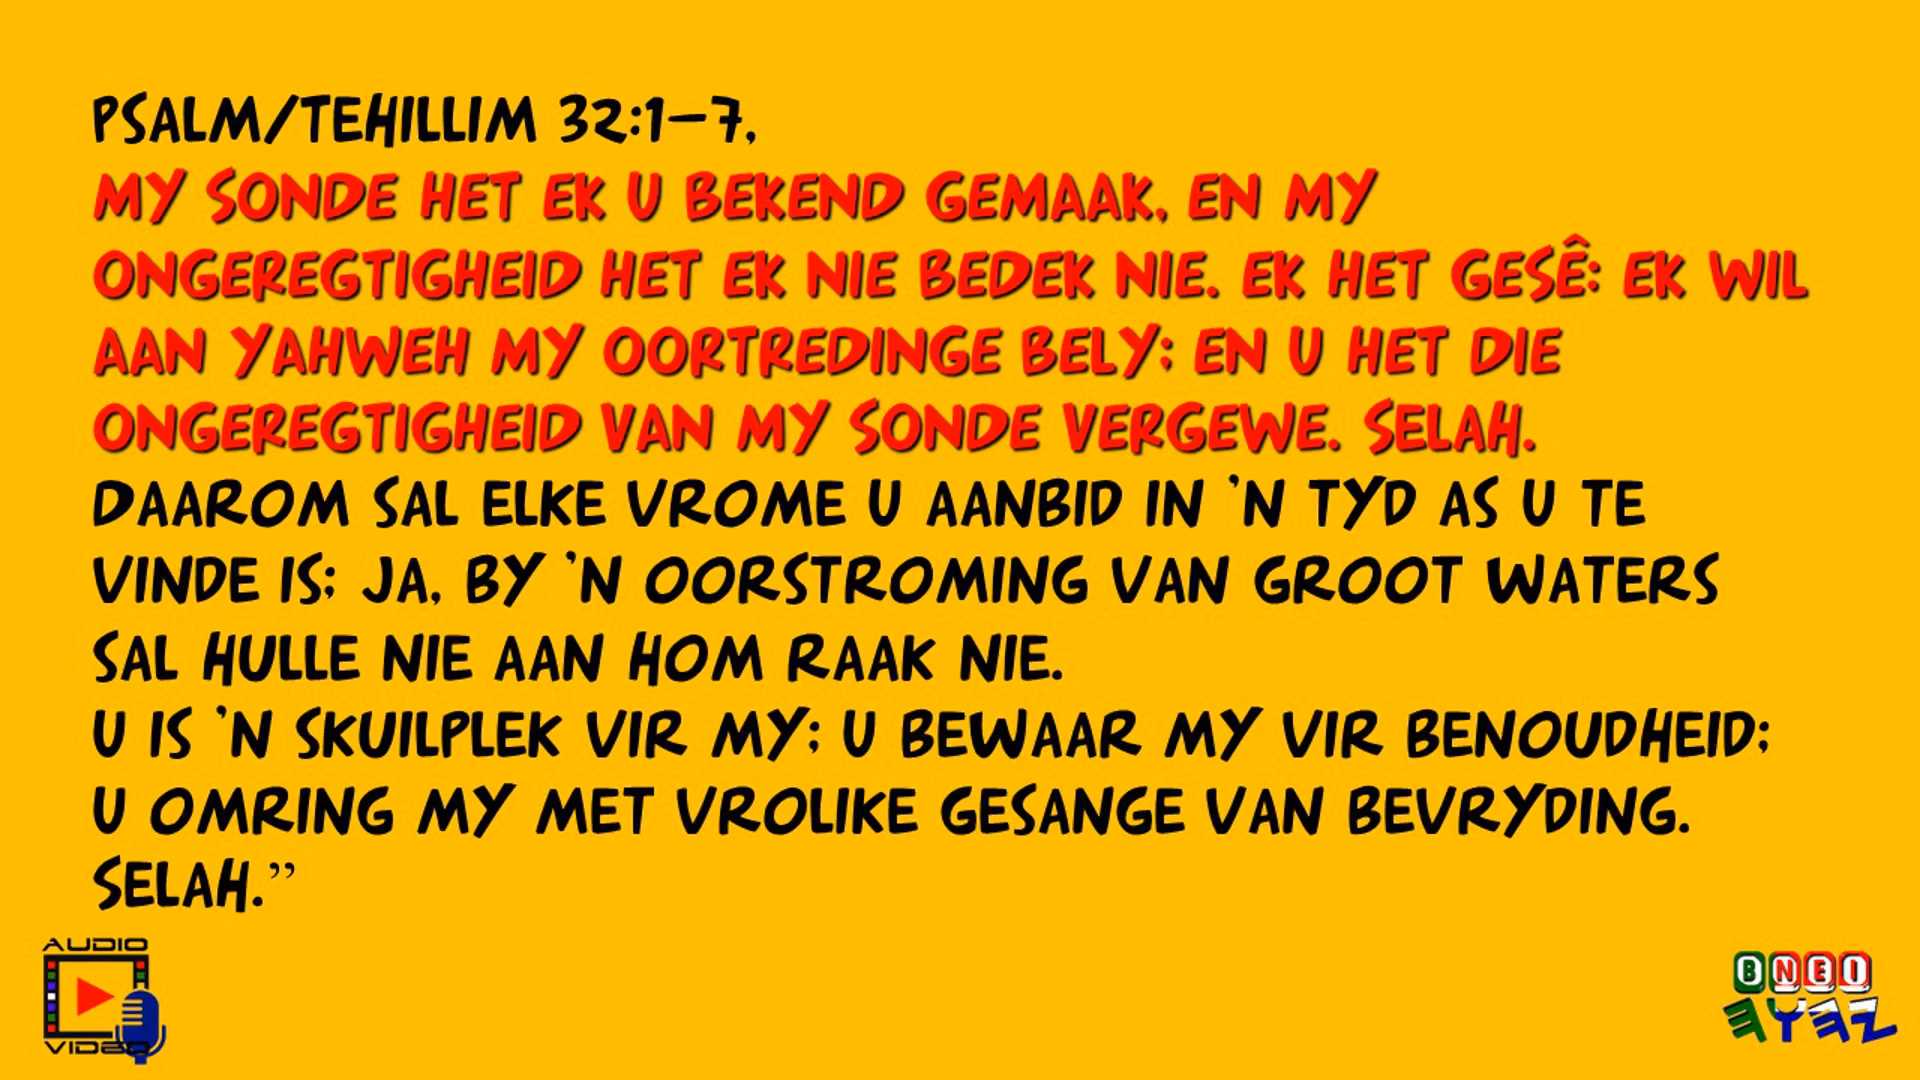 PSALM/TEHILLIM 32:1–7,
MY SONDE HET EK U BEKEND GEMAAK, EN MY
ONGEREGTIGHEID HET EK NIE BEDEK NIE. EK HET GESÊ: EK WIL
AAN YAHWEH MY OORTREDINGE BELY; EN U HET DIE
ONGEREGTIGHEID VAN MY SONDE VERGEWE. SELAH.
DAAROM SAL ELKE VROME U AANBID IN ’N TYD AS U TE
VINDE IS; JA, BY ’N OORSTROMING VAN GROOT WATERS
SAL HULLE NIE AAN HOM RAAK NIE.
U IS ’N SKUILPLEK VIR MY; U BEWAAR MY VIR BENOUDHEID;
U OMRING MY MET VROLIKE GESANGE VAN BEVRYDING.
SELAH.”
AUDIO
VIDEO
BNEI